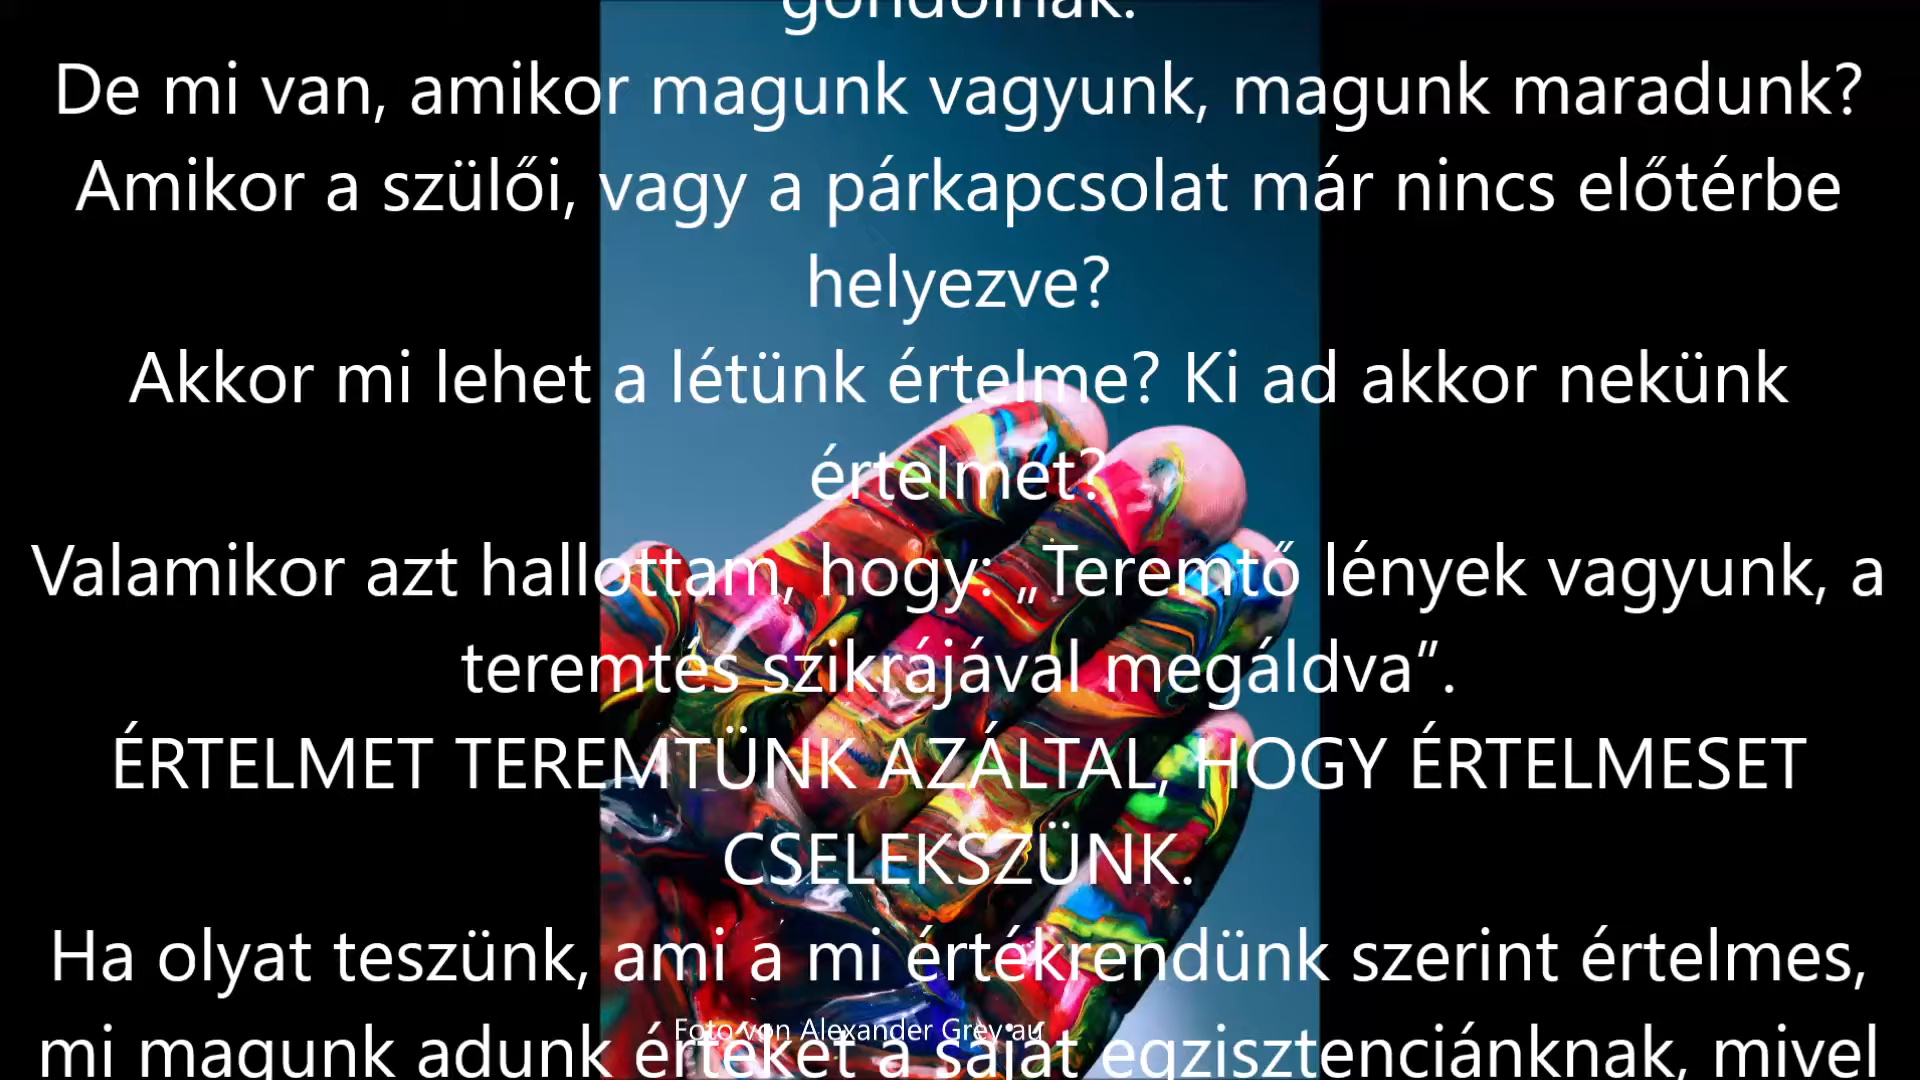 gondolnak.
De mi van, amikor magunk vagyunk, magunk maradunk?
Amikor a szülői, vagy a párkapcsolat már nincs előtérbe
helyezve?
Akkor mi lehet a létünk értelme? Ki ad akkor nekünk
értelmet?
Valamikor azt hallottam, hogy: „Teremtő lények vagyunk, a
teremtés szikrájával megáldva”.
ÉRTELMET TEREMTÜNK AZÁLTAL, HOGY ÉRTELMESET
CSELEKSZÜNK.
Ha olyat teszünk, ami a mi értékrendünk szerint értelmes,
Foto von Alexander Grey au
mi magunk adunk értéket a saját egzisztenciánknak, mivel